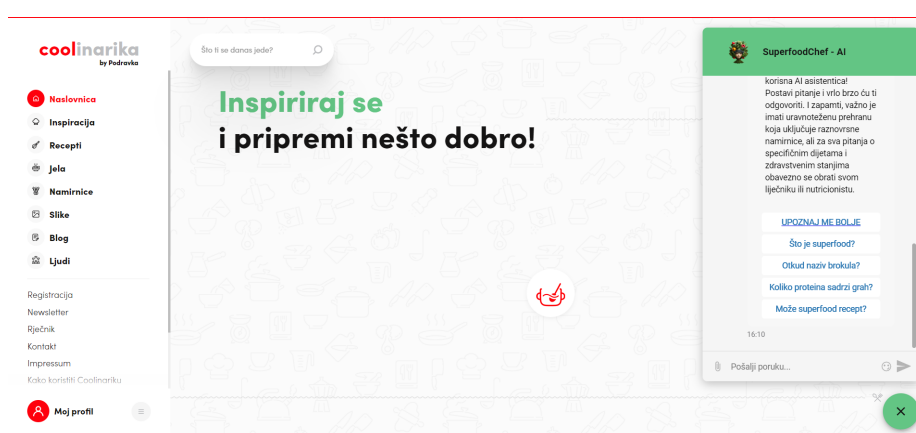 coolinarika
by Podravka
Naslovnica
Inspiracija
Recepti
Jela
Namirnice
Slike
Blog
Ljudi
Registracija
Newsletter
Rječnik
Kontakt
Impressum
Kako koristiti Coolinariku
Moj profil
Što ti se danas jede?
Inspiriraj se
i pripremi nešto dobro!
SuperfoodChef - AI
korisna AI asistentica!
Postavi pitanje i vrlo brzo ću ti
odgovoriti. I zapamti, važno je
imati uravnoteženu prehranu
koja uključuje raznovrsne
namirnice, ali za sva pitanja o
specifičnim dijetama i
zdravstvenim stanjima
obavezno se obrati svom
liječniku ili nutricionistu.
UPOZNAJ ME BOLJE
Što je superfood?
Otkud naziv brokula?
Koliko proteina sadrzi grah?
Može superfood recept?
16:10
Pošalji poruku...